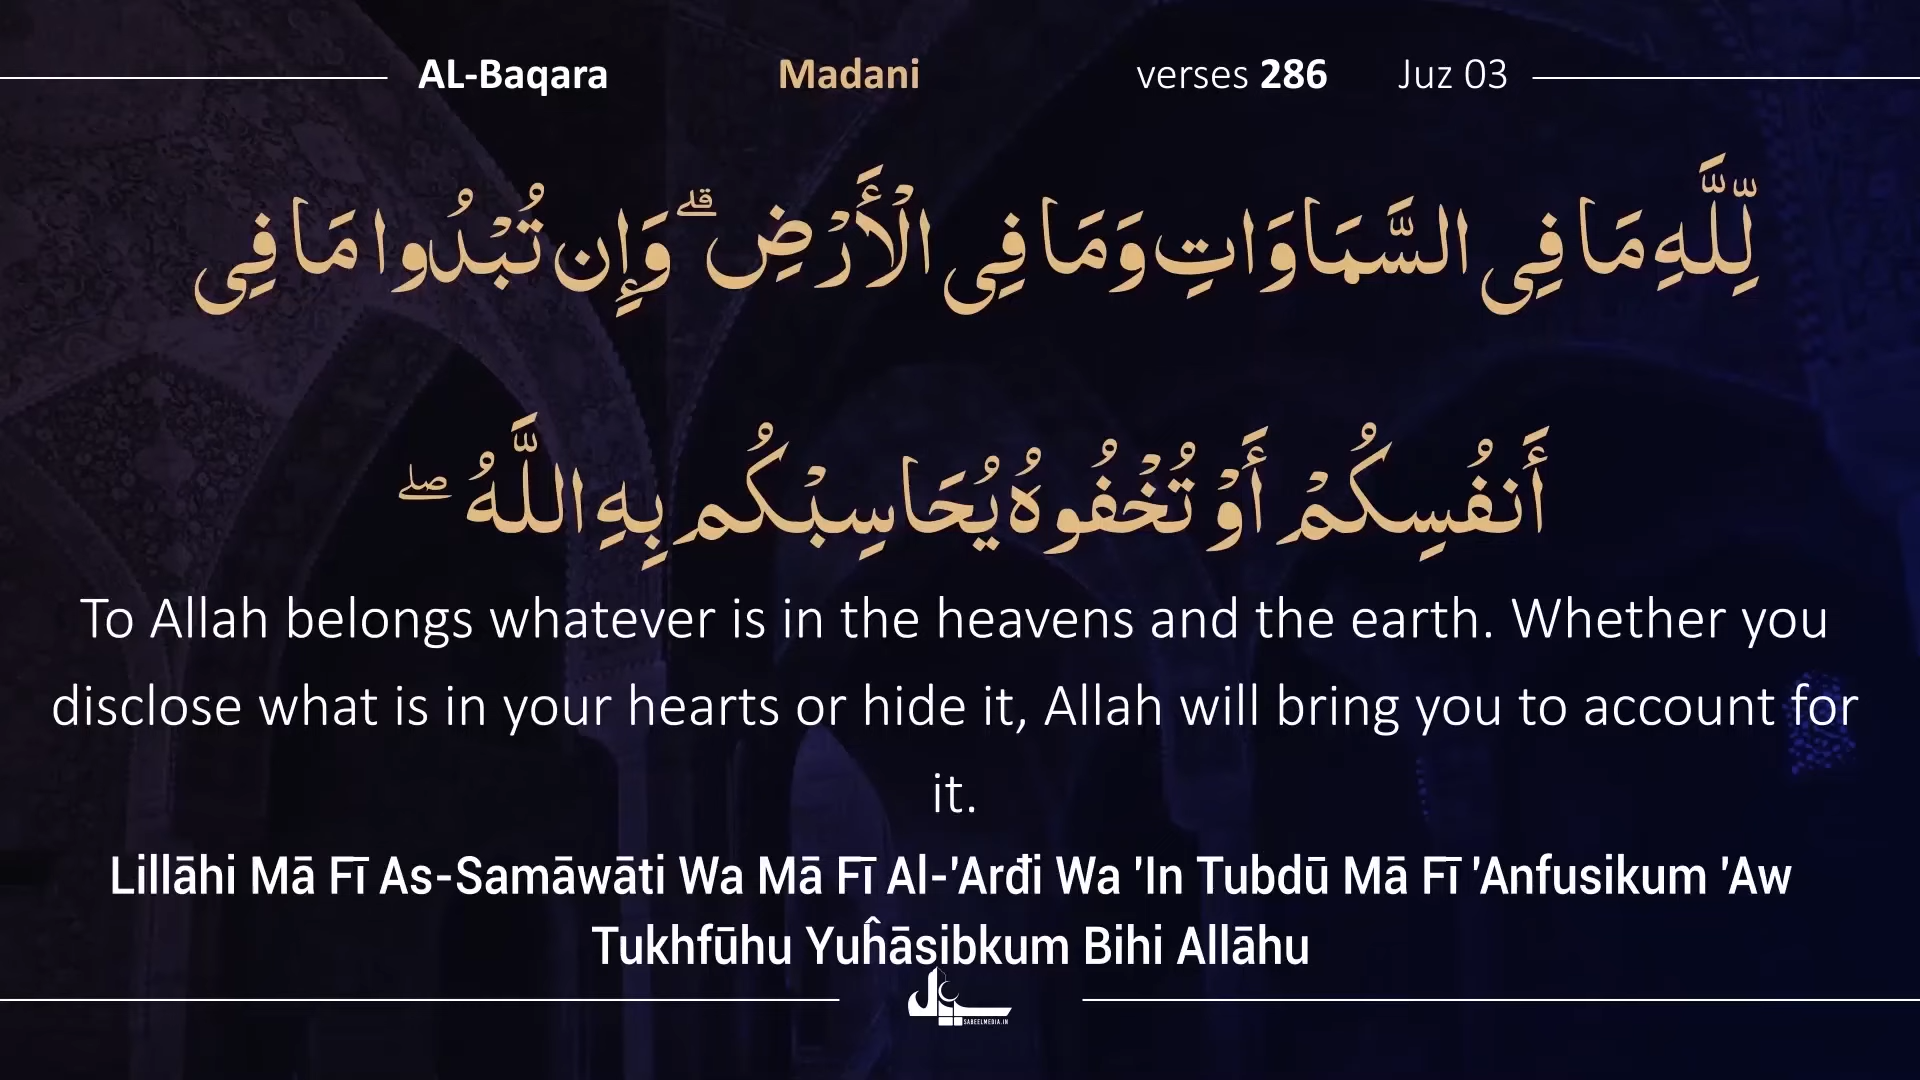 AL-Baqara Madani verses 286 Juz 03
لِّلَّهِ مَا فِى السَّمَاوَاتِ وَمَا فِى الْأَرْضِ ۗ وَإِن تُبْدُوا مَا فِى
أَنفُسِكُمْ أَوْ تُخْفُوهُ يُحَاسِبْكُم بِهِ اللَّهُ ۖ
To Allah belongs whatever is in the heavens and the earth. Whether you
disclose what is in your hearts or hide it, Allah will bring you to account for
it.
Lillāhi Mā Fī As-Samāwāti Wa Mā Fī Al-'Arđi Wa 'In Tubdū Mā Fī 'Anfusikum 'Aw
Tukhfūhu Yuĥāsibkum Bihi Allāhu
SABEELMEDIA.IN